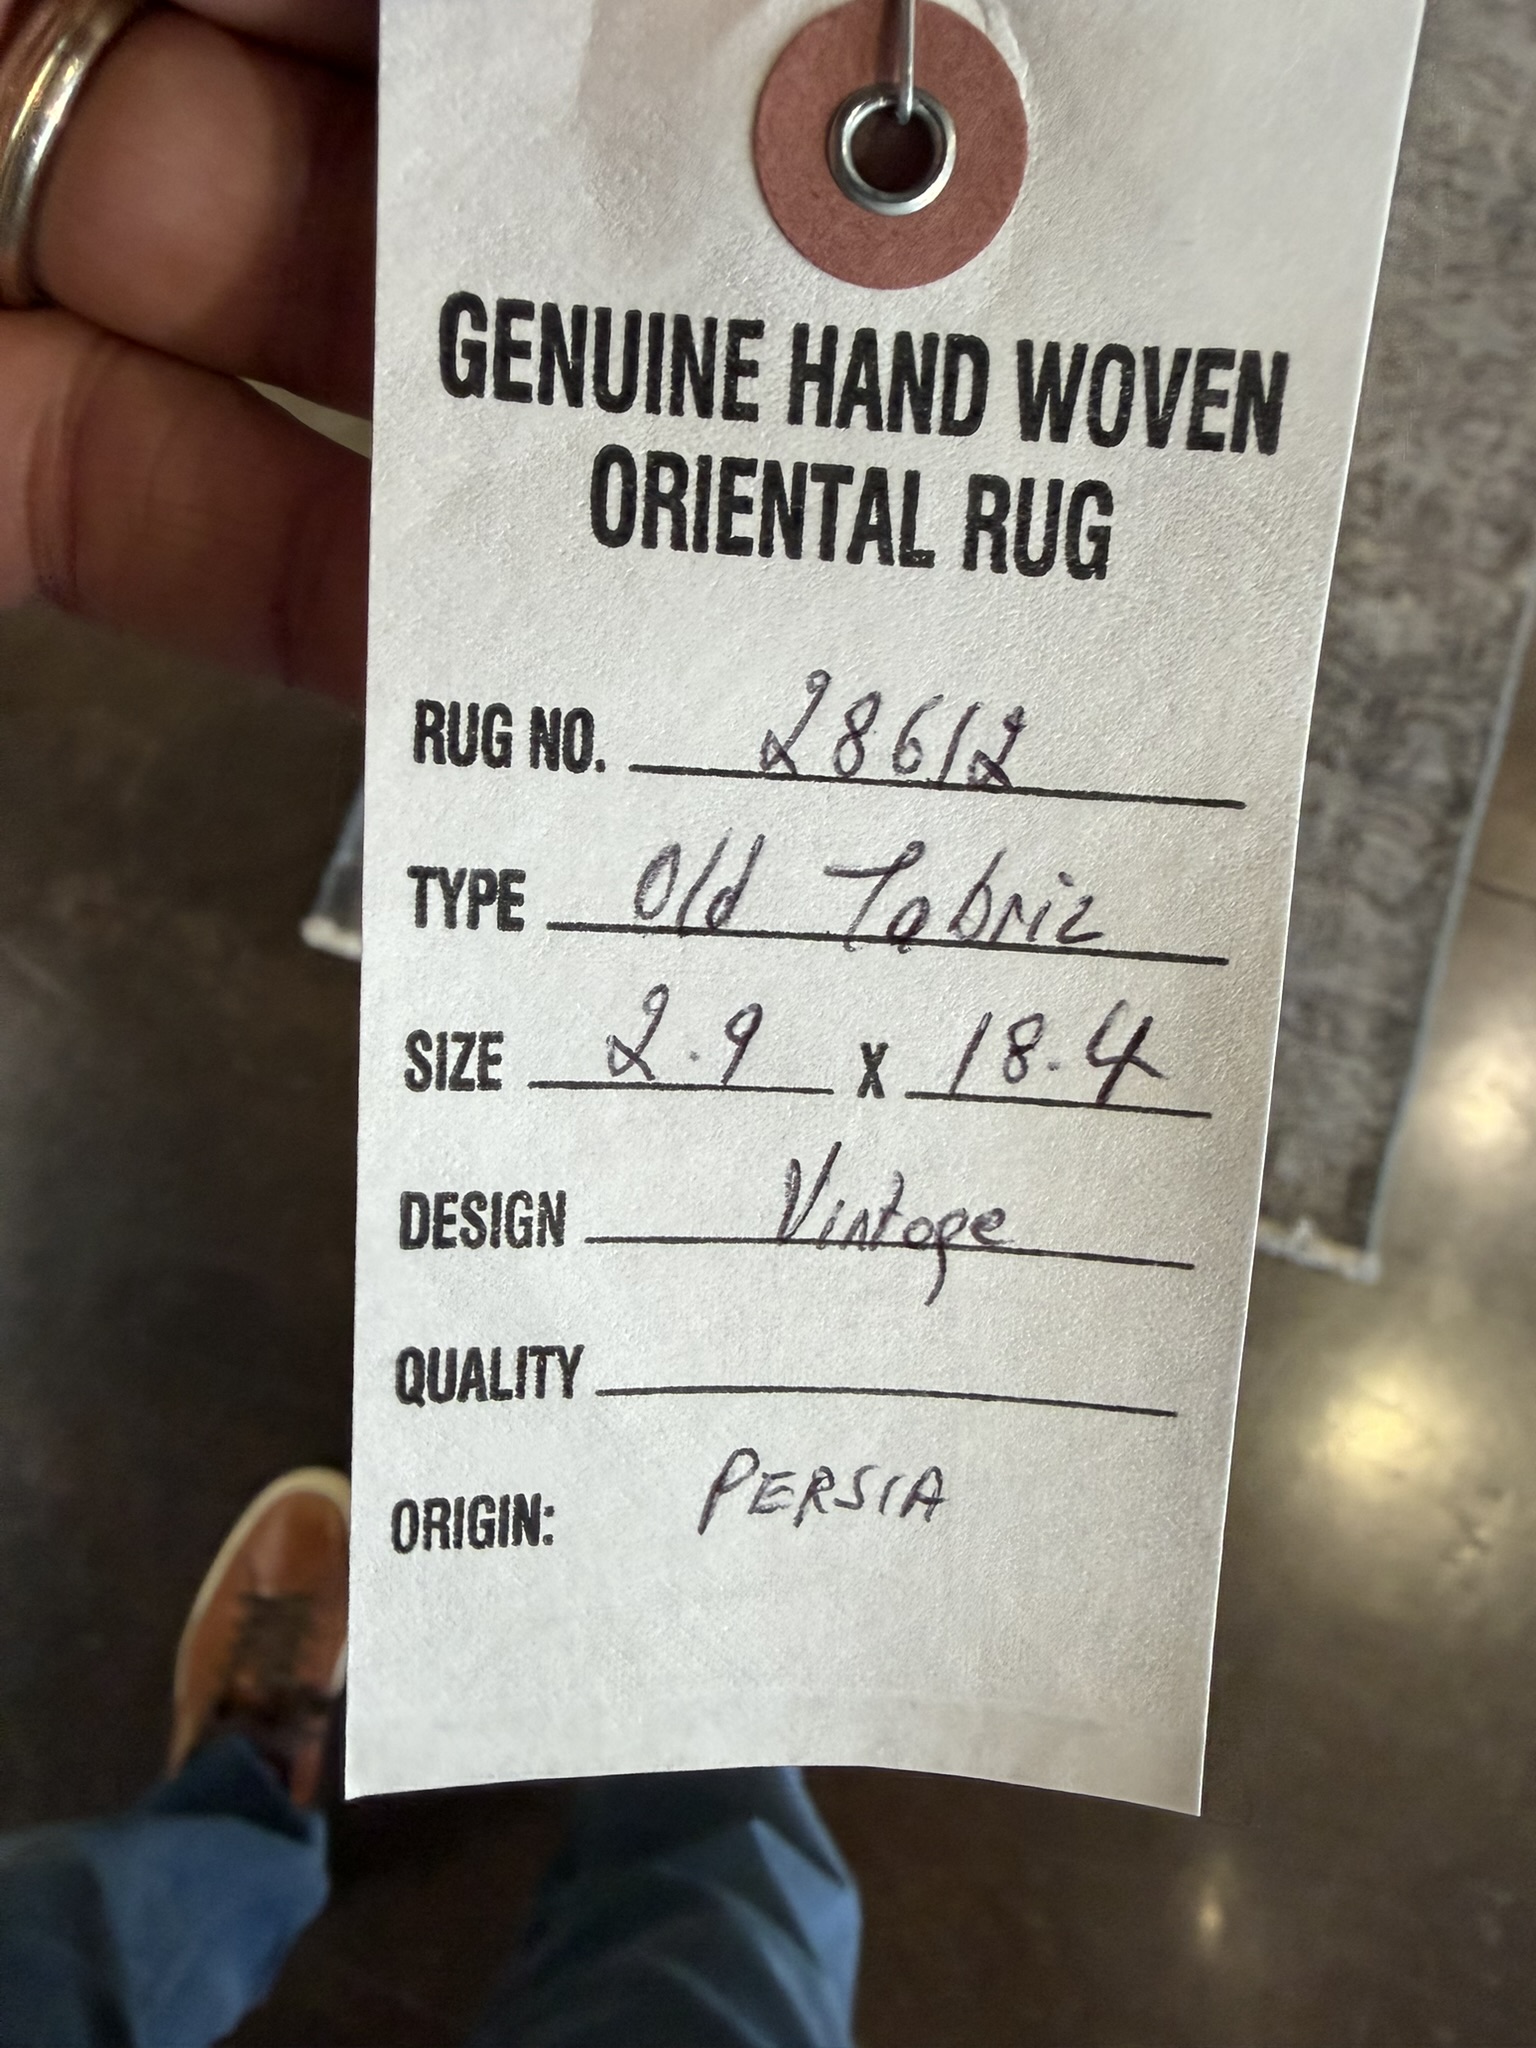 GENUINE HAND WOVEN
ORIENTAL RUG
RUG NO. 28612
TYPE Old Tabriz
SIZE 2.9 X 18.4
DESIGN Vintage
QUALITY
ORIGIN: PERSIA